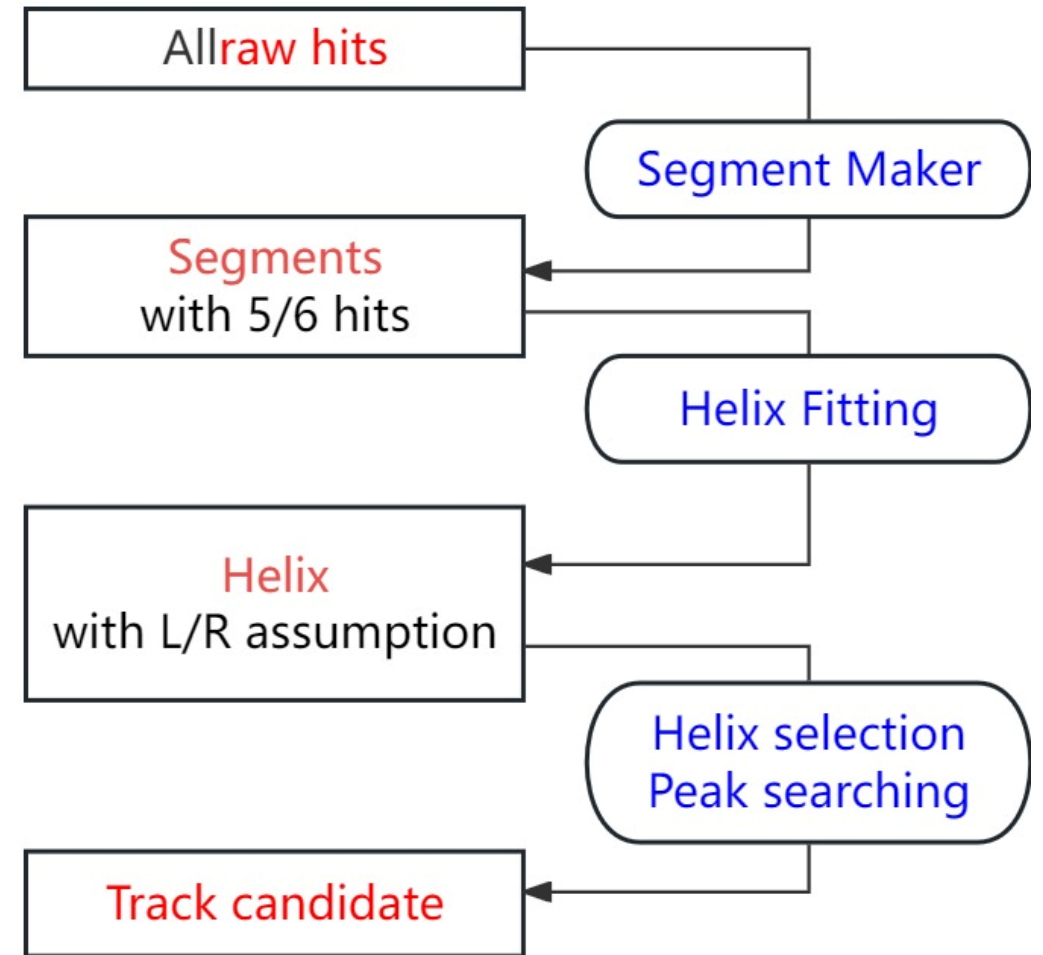 Allraw hits
Segment Maker
Segments
with 5/6 hits
Helix Fitting
Helix
with L/R assumption
Helix selection
Peak searching
Track candidate